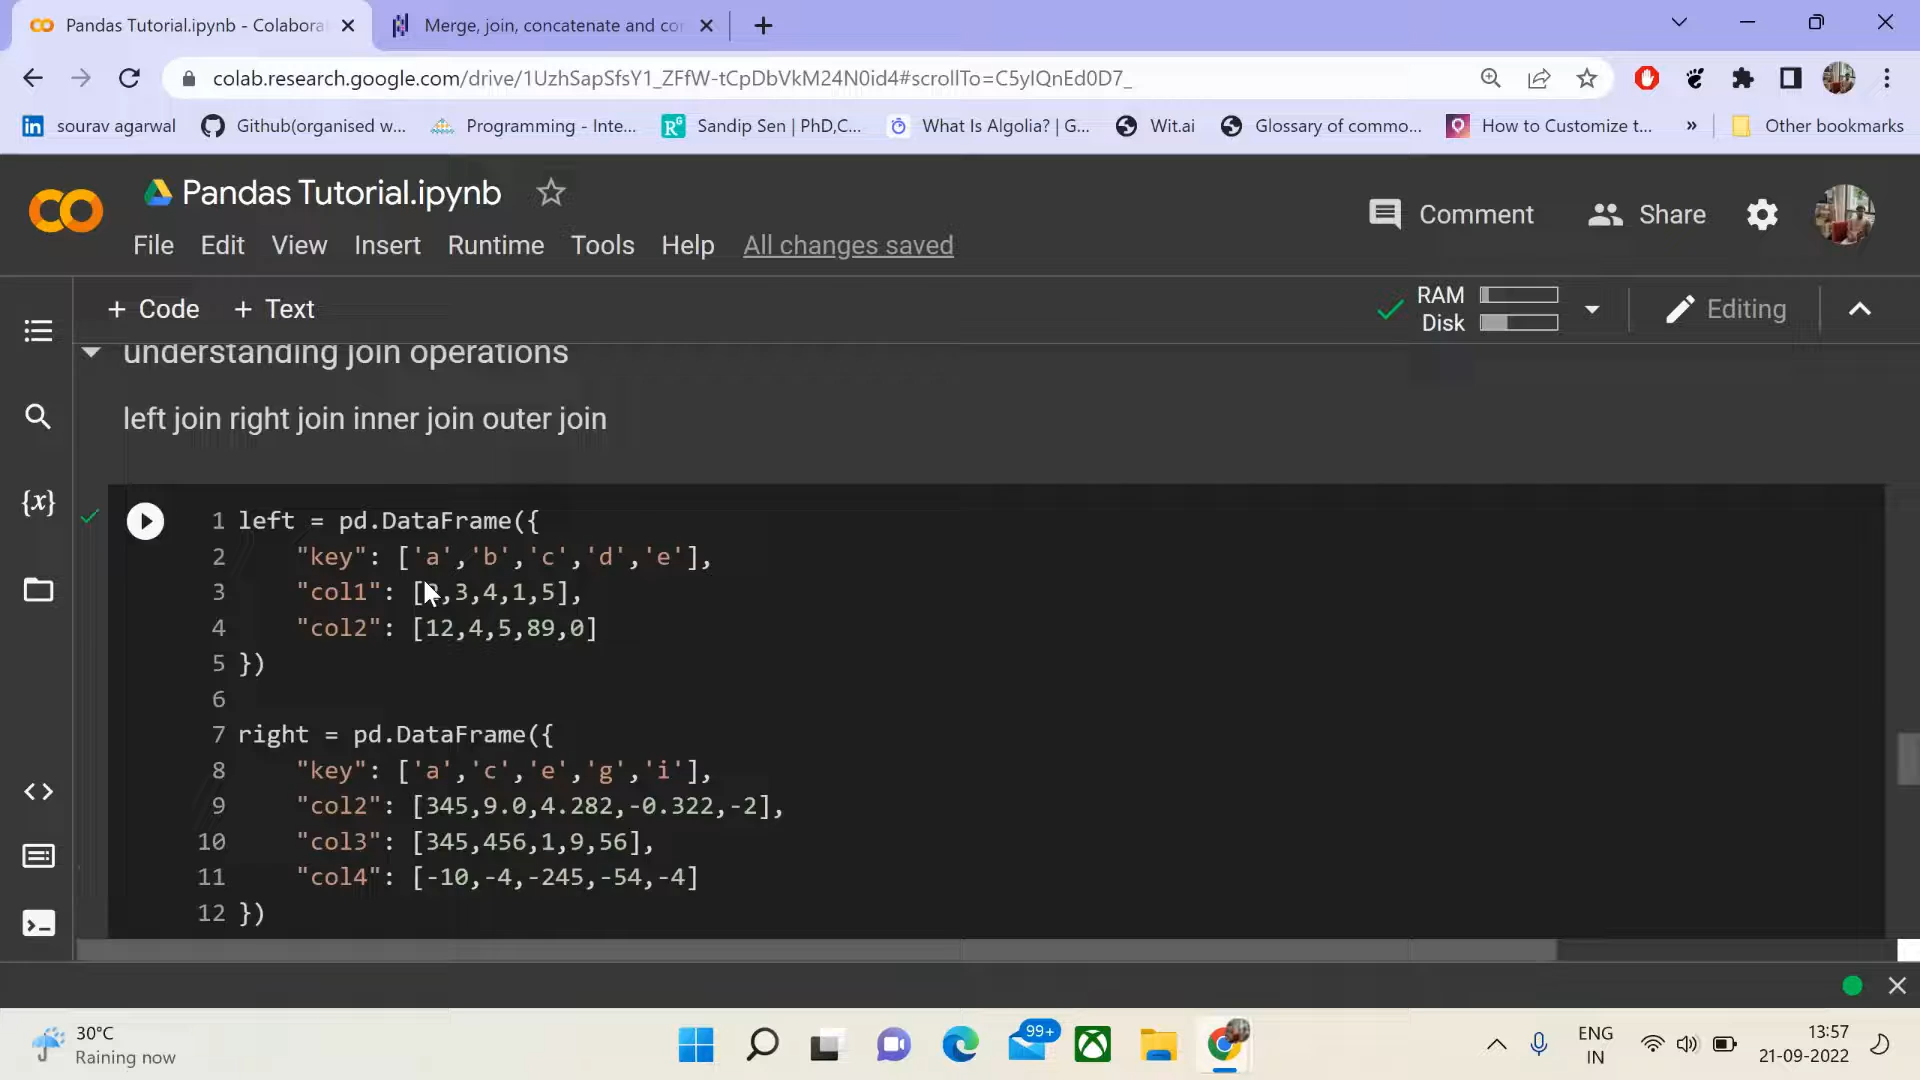 Pandas Tutorial.ipynb - Colabora
Merge, join, concatenate and co
colab.research.google.com/drive/1UzhSapSfsY1_ZFfW-tCpDbVkM24N0id4#scrollTo=C5yIQnEd0D7_
sourav agarwal
Github(organised w...
Programming - Inte...
Sandip Sen | PhD,C...
What Is Algolia? | G...
Wit.ai
Glossary of commo...
How to Customize t...
»
Other bookmarks
Pandas Tutorial.ipynb
Comment
Share
File Edit View Insert Runtime Tools Help All changes saved
+ Code + Text
RAM
Disk
Editing
understanding join operations
left join right join inner join outer join
1 left = pd.DataFrame({
2 "key": ['a','b','c','d','e'],
3 "col1": [ ,3,4,1,5],
4 "col2": [12,4,5,89,0]
5 })
6
7 right = pd.DataFrame({
8 "key": ['a','c','e','g','i'],
9 "col2": [345,9.0,4.282,-0.322,-2],
10 "col3": [345,456,1,9,56],
11 "col4": [-10,-4,-245,-54,-4]
12 })
{x}
<>
30°C
Raining now
99+
ENG
IN
13:57
21-09-2022